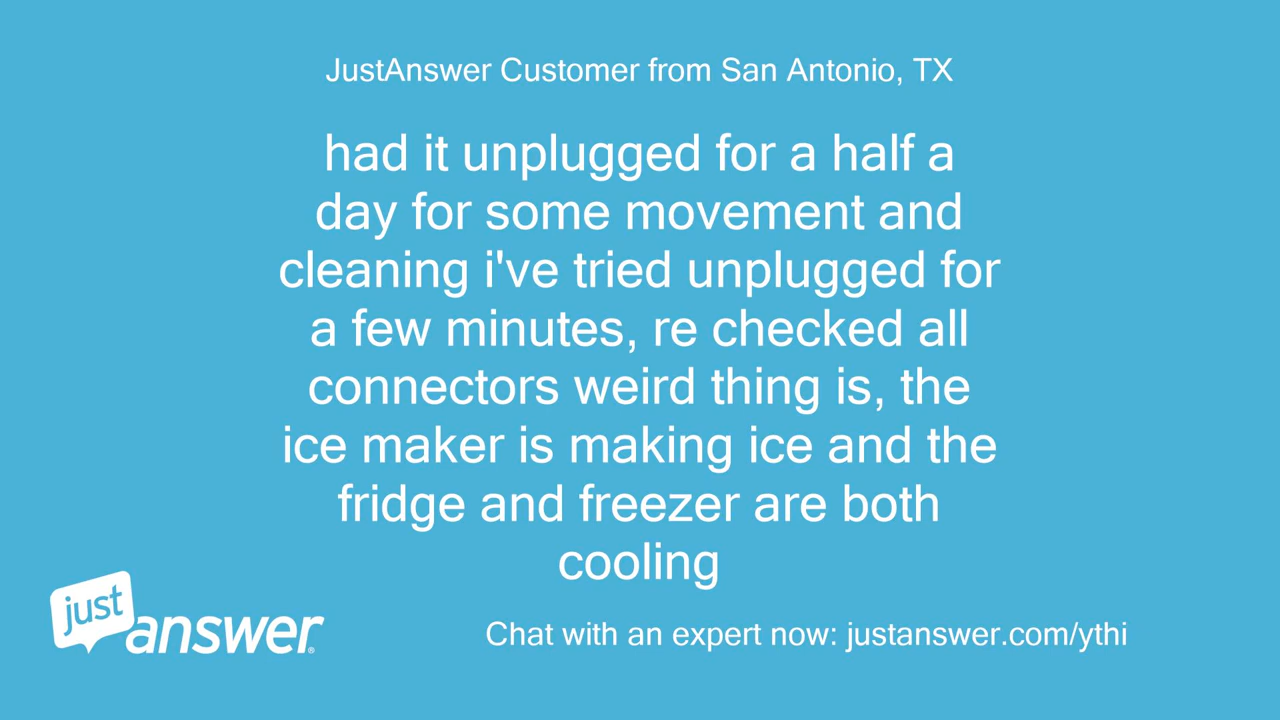 JustAnswer Customer from San Antonio, TX
had it unplugged for a half a
day for some movement and
cleaning i've tried unplugged for
a few minutes, re checked all
connectors weird thing is, the
ice maker is making ice and the
fridge and freezer are both
cooling
just
answer®
Chat with an expert now: justanswer.com/ythi